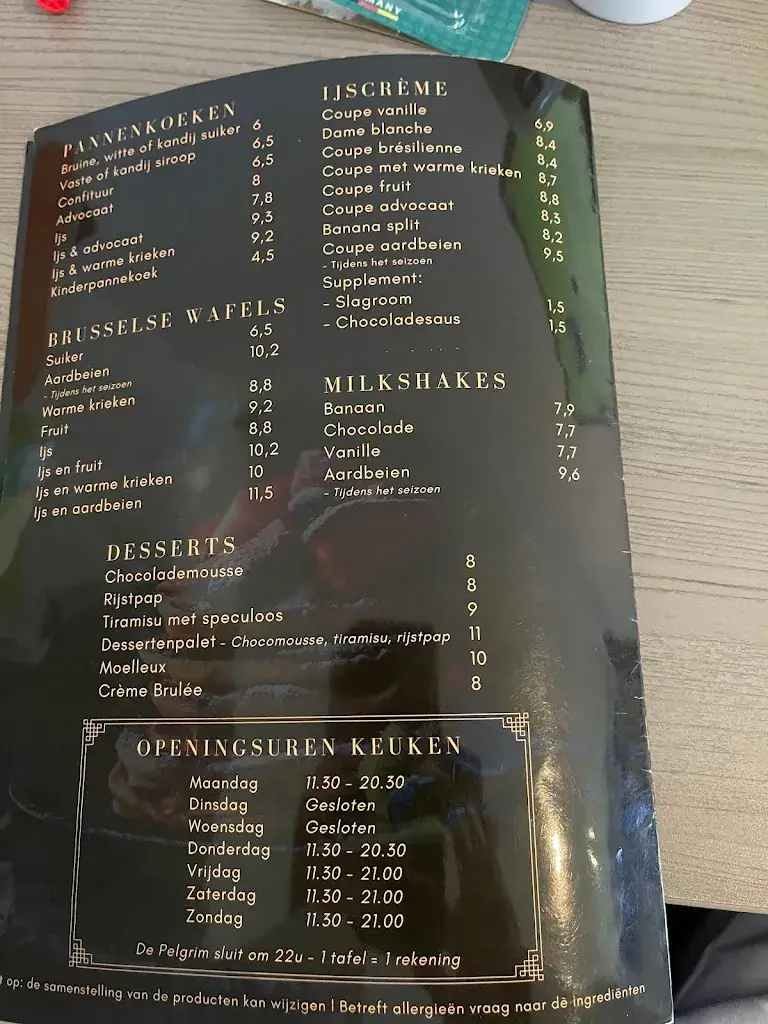 MANY
PANNENKOEKEN
Bruine, witte of kandij suiker 6
Vaste of kandij siroop 6,5
Confituur 6,5
Advocaat 8
Ijs 7,8
Ijs & advocaat 9,3
Ijs & warme krieken 9,2
Kinderpannekoek 4,5
BRUSSELSE WAFELS
Suiker 6,5
Aardbeien 10,2
- Tijdens het seizoen
Warme krieken 8,8
Fruit 9,2
Ijs 8,8
Ijs en fruit 10,2
Ijs en warme krieken 10
Ijs en aardbeien 11,5
IJSCRÈME
Coupe vanille 6,9
Dame blanche 8,4
Coupe brésilienne 8,4
Coupe met warme krieken 8,7
Coupe fruit 8,8
Coupe advocaat 8,3
Banana split 8,2
Coupe aardbeien 9,5
- Tijdens het seizoen
Supplement:
- Slagroom 1,5
- Chocoladesaus 1,5
MILKSHAKES
Banaan 7,9
Chocolade 7,7
Vanille 7,7
Aardbeien 9,6
- Tijdens het seizoen
DESSERTS
Chocolademousse 8
Rijstpap 8
Tiramisu met speculoos 9
Dessertenpalet - Chocomousse, tiramisu, rijstpap 11
Moelleux 10
Crème Brulée 8
OPENINGSUREN KEUKEN
Maandag 11.30 - 20.30
Dinsdag Gesloten
Woensdag Gesloten
Donderdag 11.30 - 20.30
Vrijdag 11.30 - 21.00
Zaterdag 11.30 - 21.00
Zondag 11.30 - 21.00
De Pelgrim sluit om 22u - 1 tafel = 1 rekening
op: de samenstelling van de producten kan wijzigen | Betreft allergieën vraag naar de ingrediënten